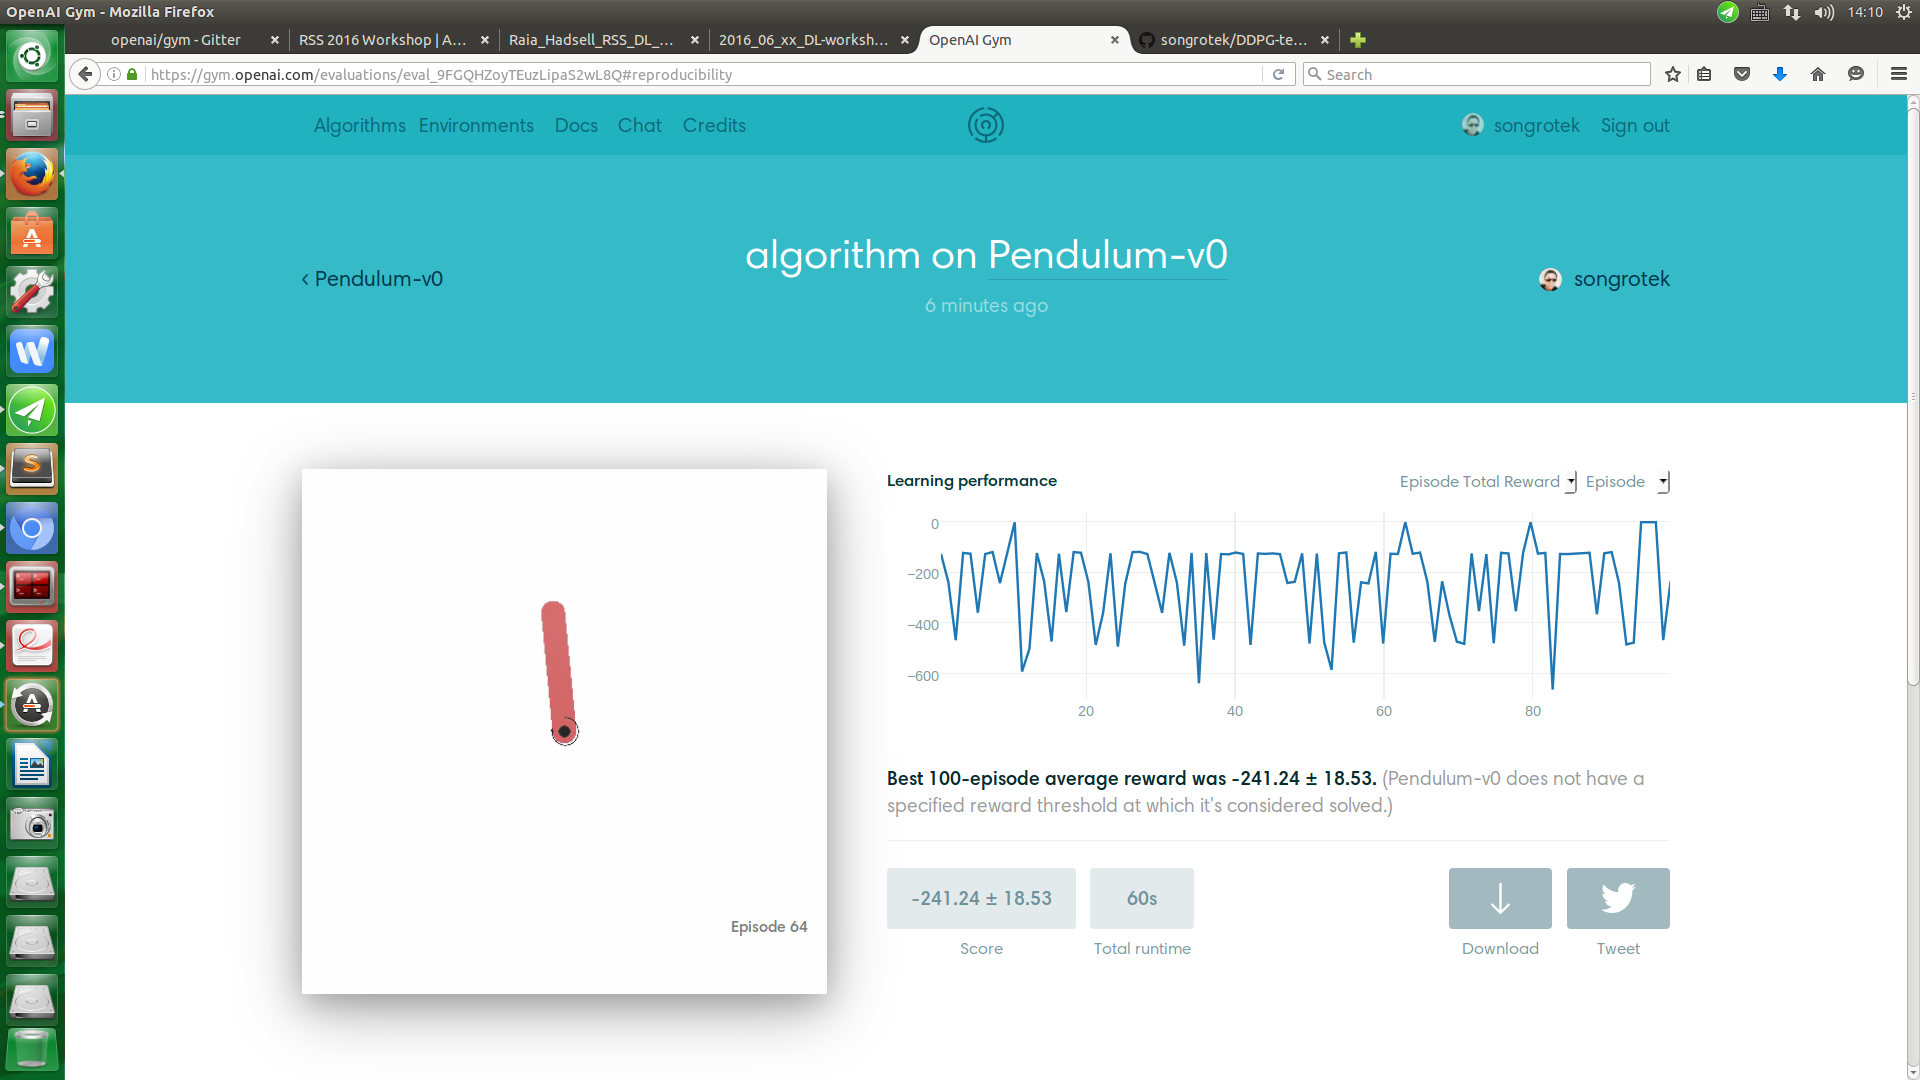 OpenAI Gym - Mozilla Firefox
14:10
openai/gym - Gitter
RSS 2016 Workshop | A...
Raia_Hadsell_RSS_DL_...
2016_06_xx_DL-worksh...
OpenAI Gym
songrotek/DDPG-te...
https://gym.openai.com/evaluations/eval_9FGQHZoyTEuzLipaS2wL8Q#reproducibility
Search
Algorithms Environments Docs Chat Credits
songrotek Sign out
‹ Pendulum-v0
algorithm on Pendulum-v0
6 minutes ago
songrotek
Learning performance
Episode Total Reward
Episode
0
−200
−400
−600
20
40
60
80
Episode 64
Best 100-episode average reward was -241.24 ± 18.53. (Pendulum-v0 does not have a
specified reward threshold at which it's considered solved.)
-241.24 ± 18.53
60s
Score
Total runtime
Download
Tweet